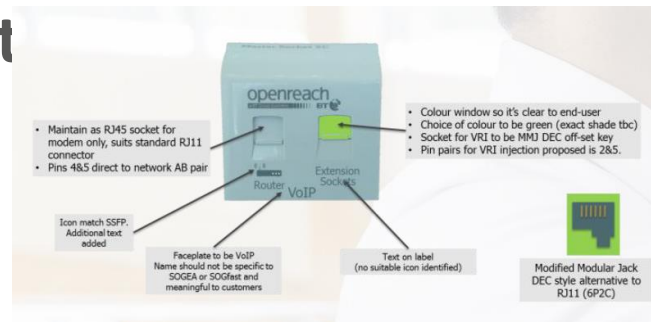 t
Master Socket 5C
openreach
BT
• Maintain as RJ45 socket for
modem only, suits standard RJ11
connector
• Pins 4&5 direct to network AB pair
• Colour window so it's clear to end-user
• Choice of colour to be green (exact shade tbc)
• Socket for VRI to be MMJ DEC off-set key
• Pin pairs for VRI injection proposed is 2&5.
Router
Extension
Sockets
VoIP
Icon match SSFP.
Additional text
added
Faceplate to be VoIP
Name should not be specific to
SOGEA or SOGfast and
meaningful to customers
Text on label
(no suitable icon identified)
Modified Modular Jack
DEC style alternative to
RJ11 (6P2C)